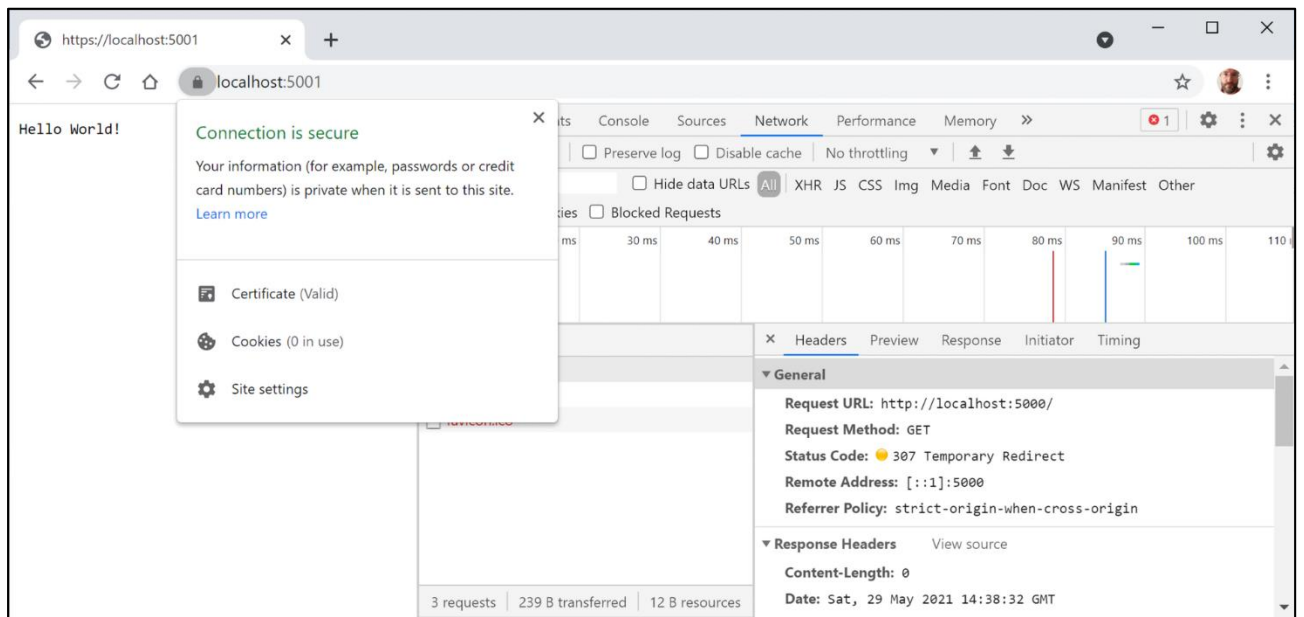 https://localhost:5001
localhost:5001
Hello World!
Connection is secure
Your information (for example, passwords or credit
card numbers) is private when it is sent to this site.
Learn more
Certificate (Valid)
Cookies (0 in use)
Site settings
Console Sources Network Performance Memory » 1
Preserve log Disable cache No throttling
Hide data URLs All XHR JS CSS Img Media Font Doc WS Manifest Other
Blocked Requests
ms 30 ms 40 ms 50 ms 60 ms 70 ms 80 ms 90 ms 100 ms 110
Headers Preview Response Initiator Timing
General
Request URL: http://localhost:5000/
Request Method: GET
Status Code: 307 Temporary Redirect
Remote Address: [::1]:5000
Referrer Policy: strict-origin-when-cross-origin
Response Headers View source
Content-Length: 0
Date: Sat, 29 May 2021 14:38:32 GMT
3 requests 239 B transferred 12 B resources